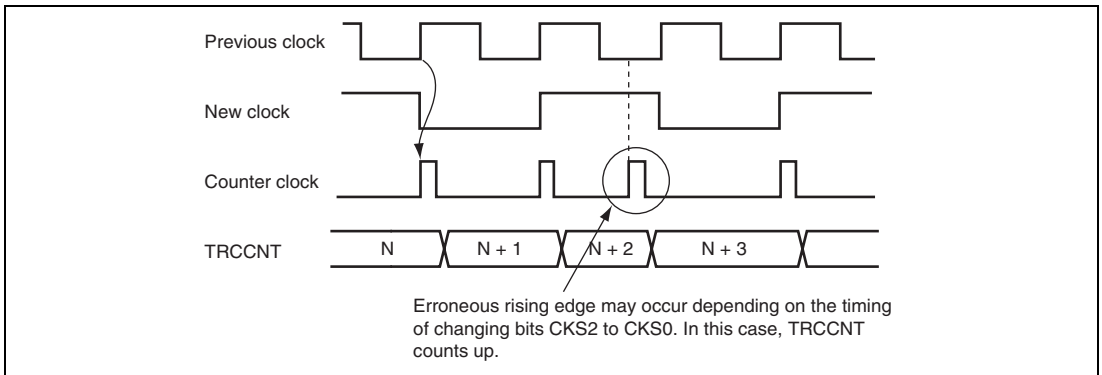 Previous clock
New clock
Counter clock
TRCCNT N N + 1 N + 2 N + 3
Erroneous rising edge may occur depending on the timing
of changing bits CKS2 to CKS0. In this case, TRCCNT
counts up.